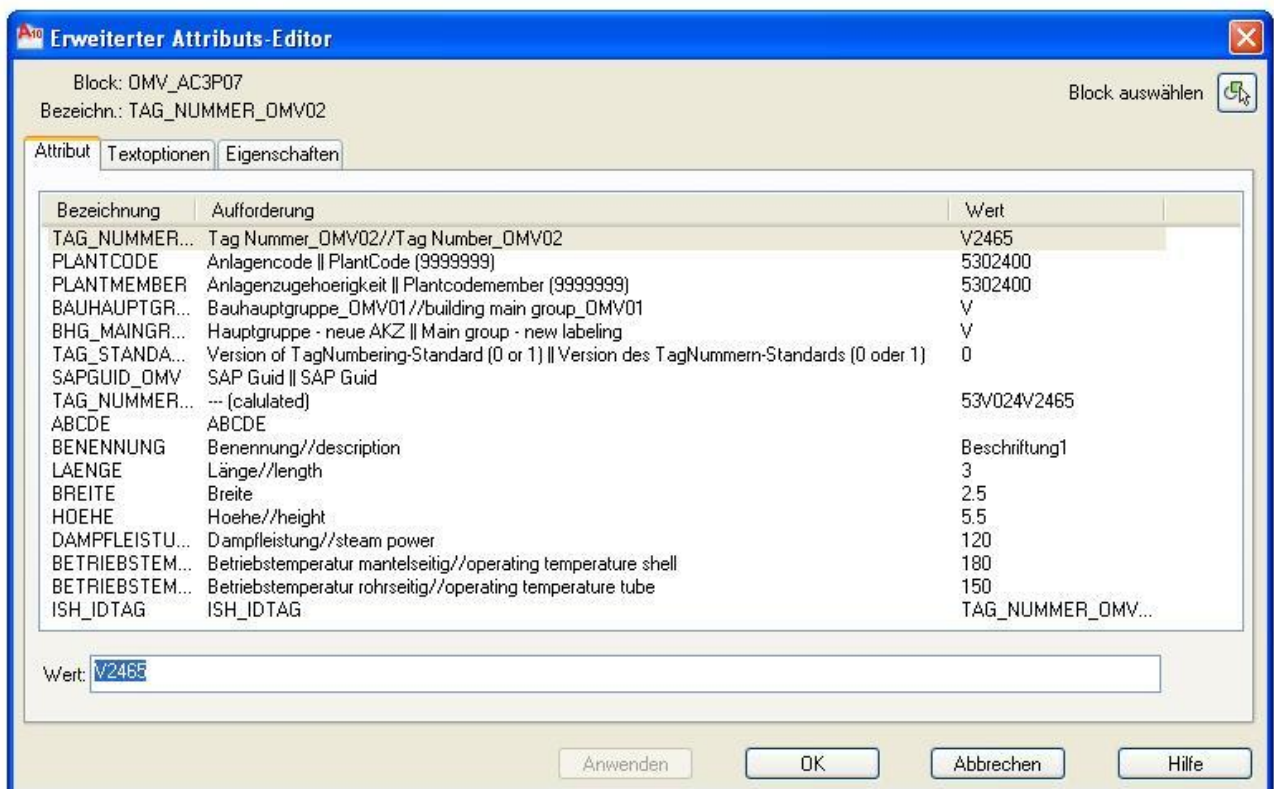 A10 Erweiterter Attributs-Editor
Block: OMV_AC3P07
Block auswählen
Bezeichn.: TAG_NUMMER_OMV02
Attribut Textoptionen Eigenschaften
Bezeichnung Aufforderung Wert
TAG_NUMMER... Tag Nummer_OMV02//Tag Number_OMV02 V2465
PLANTCODE Anlagencode || PlantCode (9999999) 5302400
PLANTMEMBER Anlagenzugehoerigkeit || Plantcodemember (9999999) 5302400
BAUHAUPTGR... Bauhauptgruppe_OMV01//building main group_OMV01 V
BHG_MAINGR... Hauptgruppe - neue AKZ || Main group - new labeling V
TAG_STANDA... Version of TagNumbering-Standard (0 or 1) || Version des TagNummern-Standards (0 oder 1) 0
SAPGUID_OMV SAP Guid || SAP Guid
TAG_NUMMER... --- (calulated) 53V024V2465
ABCDE ABCDE
BENENNUNG Benennung//description Beschriftung1
LAENGE Länge//length 3
BREITE Breite 2.5
HOEHE Hoehe//height 5.5
DAMPFLEISTU... Dampfleistung//steam power 120
BETRIEBSTEM... Betriebstemperatur mantelseitig//operating temperature shell 180
BETRIEBSTEM... Betriebstemperatur rohrseitig//operating temperature tube 150
ISH_IDTAG ISH_IDTAG TAG_NUMMER_OMV...
Wert: V2465
Anwenden OK Abbrechen Hilfe